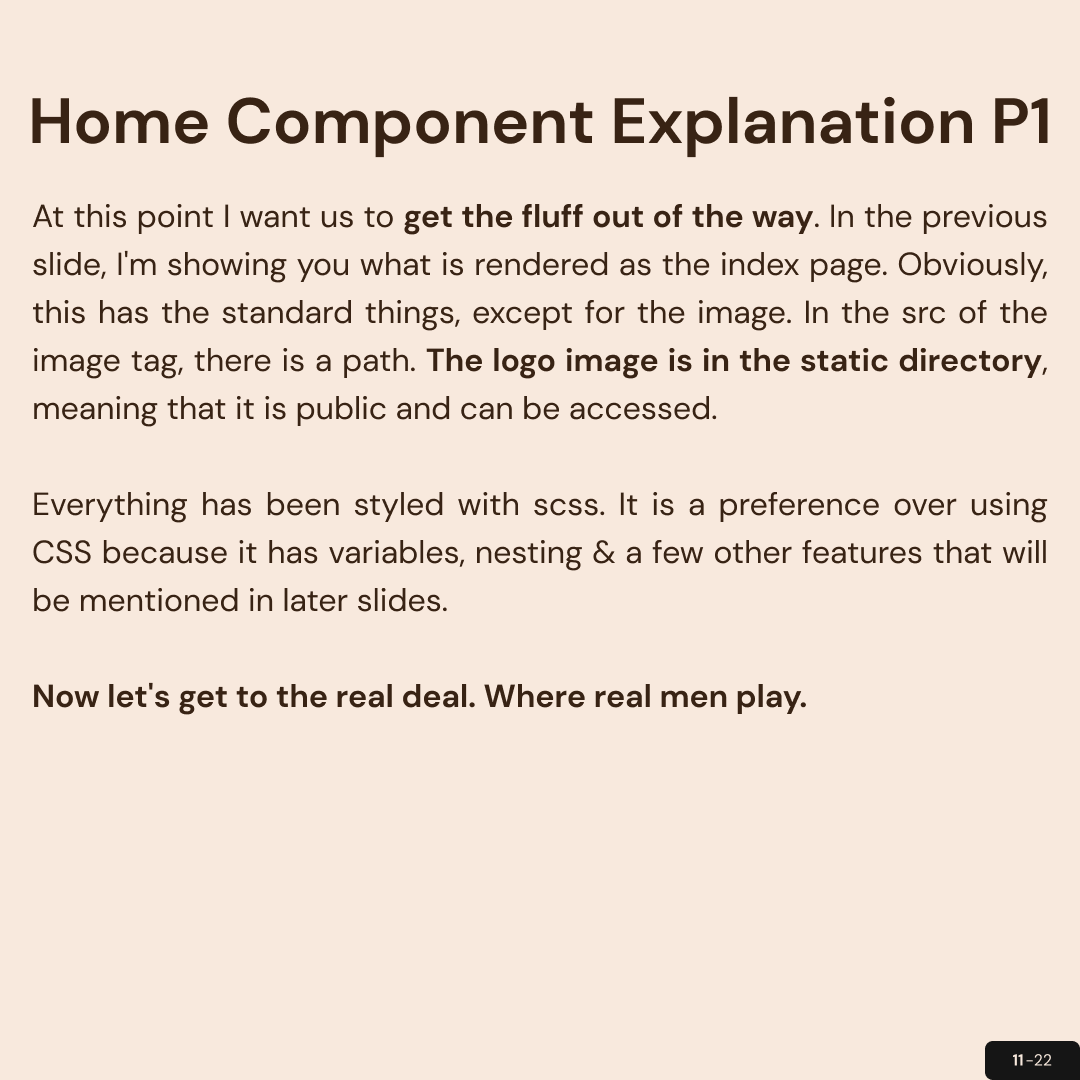 Home Component Explanation P1
At this point I want us to get the fluff out of the way. In the previous
slide, I'm showing you what is rendered as the index page. Obviously,
this has the standard things, except for the image. In the src of the
image tag, there is a path. The logo image is in the static directory,
meaning that it is public and can be accessed.
Everything has been styled with scss. It is a preference over using
CSS because it has variables, nesting & a few other features that will
be mentioned in later slides.
Now let's get to the real deal. Where real men play.
11-22